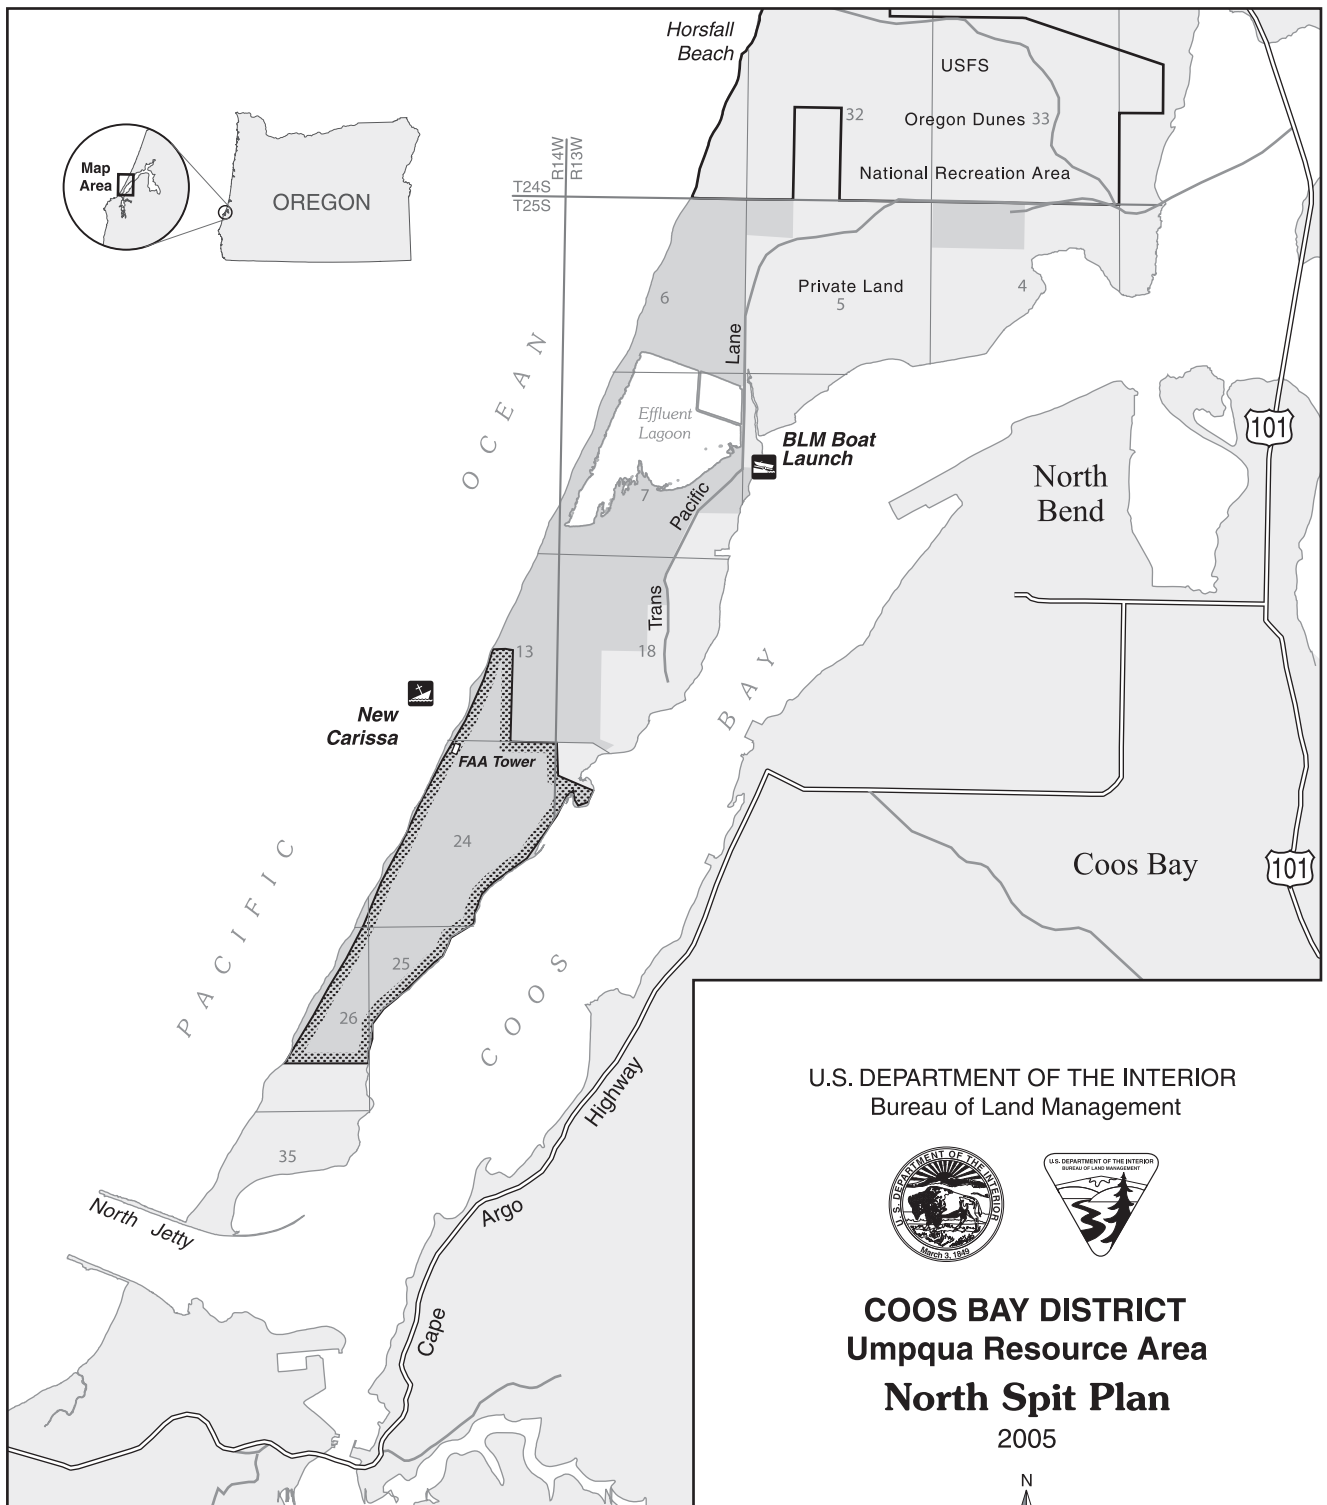 Horsfall
Beach
USFS
32
Oregon Dunes
33
National Recreation Area
R14W
R13W
T24S
T25S
Map
Area
OREGON
6
Private Land
5
4
Lane
OCEAN
Effluent
Lagoon
BLM Boat
Launch
7
Pacific
101
North
Bend
Trans
13
18
BAY
New
Carissa
FAA Tower
24
Coos Bay
101
PACIFIC
25
COOS
26
Highway
35
North Jetty
Argo
Cape
U.S. DEPARTMENT OF THE INTERIOR
Bureau of Land Management
U.S. DEPARTMENT OF THE INTERIOR
March 3, 1849
U.S. DEPARTMENT OF THE INTERIOR
BUREAU OF LAND MANAGEMENT
COOS BAY DISTRICT
Umpqua Resource Area
North Spit Plan
2005
N